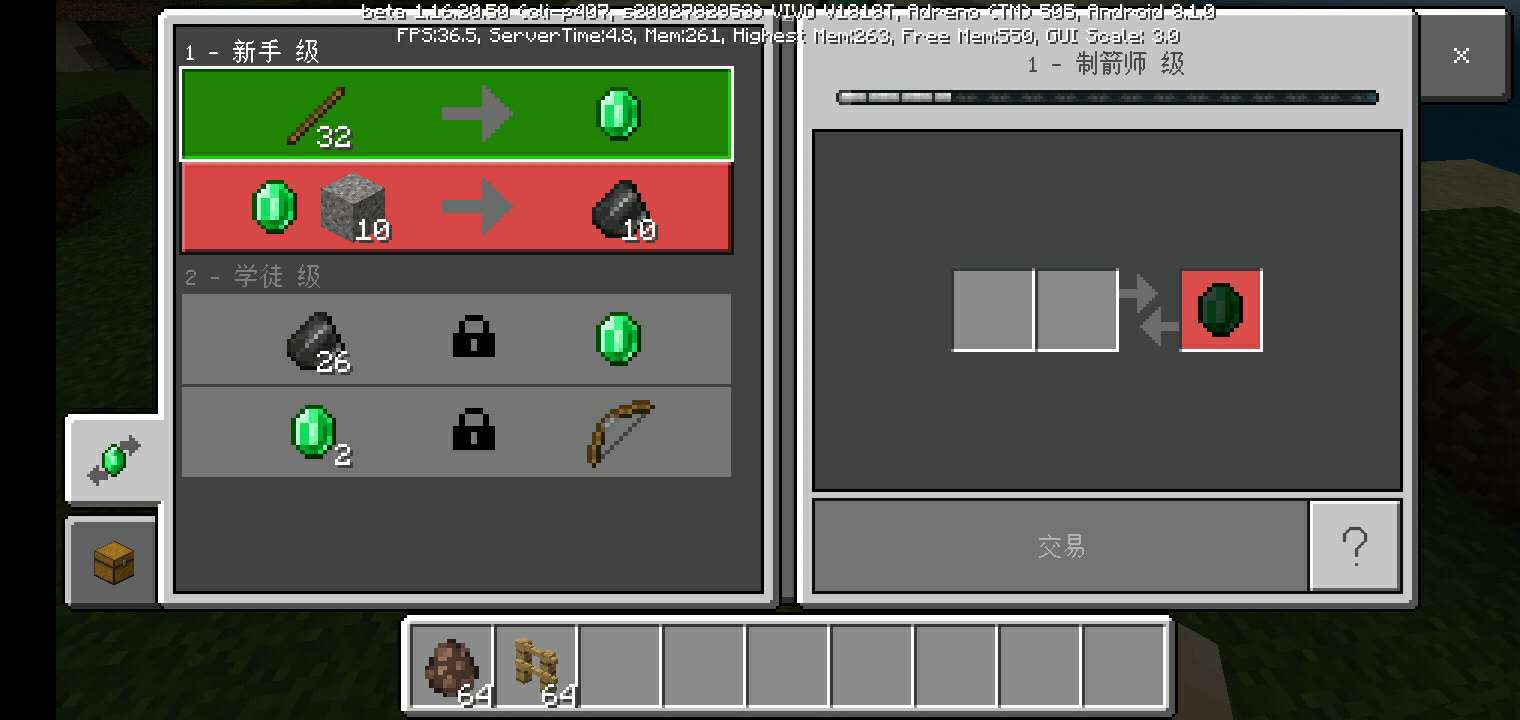 beta 1.16.20.50 (cli-p407, s2002782953) VIVO V1818T, Adreno (TM) 505, Android 8.1.0
FPS:36.5, ServerTime:4.8, Mem:261, Highest Mem:263, Free Mem:550, GUI Scale: 3.0
1 - 新手 级
1 - 制箭师 级
32
10
10
2 - 学徒 级
26
2
交易
?
64
64